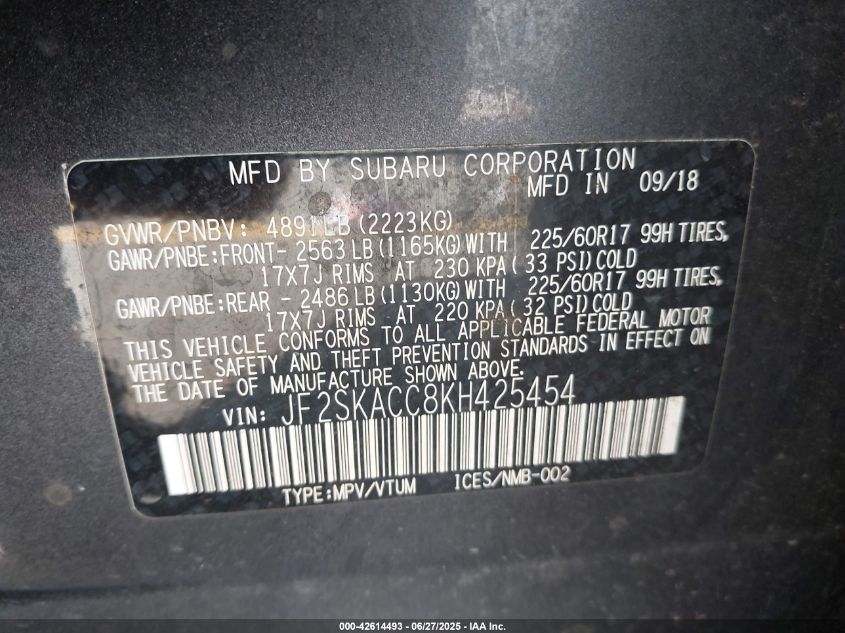 MFD BY SUBARU CORPORATION
MFD IN 09/18
GVWR/PNBV: 4891LB (2223KG)
GAWR/PNBE:FRONT- 2563 LB (1165KG) WITH 225/60R17 99H TIRES,
17X7J RIMS AT 230 KPA ( 33 PSI) COLD
GAWR/PNBE:REAR - 2486 LB (1130KG) WITH 225/60R17 99H TIRES,
17X7J RIMS AT 220 KPA ( 32 PSI) COLD
THIS VEHICLE CONFORMS TO ALL APPLICABLE FEDERAL MOTOR
VEHICLE SAFETY AND THEFT PREVENTION STANDARDS IN EFFECT ON
THE DATE OF MANUFACTURE SHOWN ABOVE.
VIN: JF2SKACC8KH425454
TYPE:MPV/VTUM ICES/NMB-002
000-42614493 - 06/27/2025 - IAA Inc.